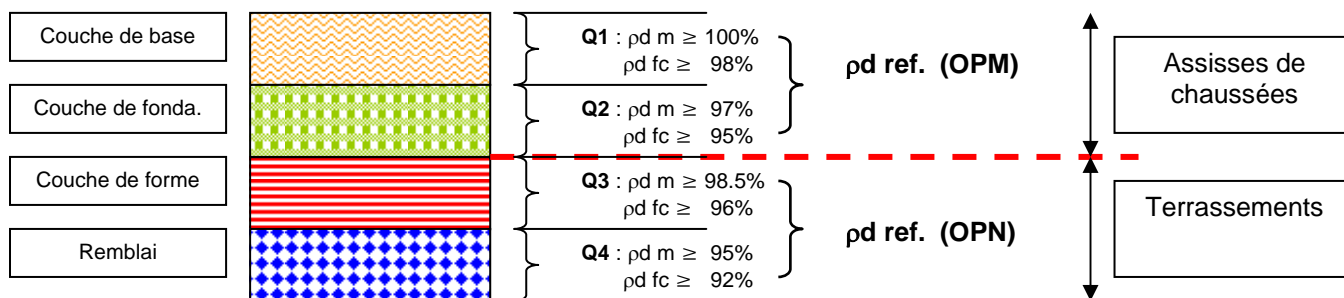 Couche de base
Couche de fonda.
Couche de forme
Remblai
Q1 : ρd m ≥ 100%
ρd fc ≥ 98%
Q2 : ρd m ≥ 97%
ρd fc ≥ 95%
Q3 : ρd m ≥ 98.5%
ρd fc ≥ 96%
Q4 : ρd m ≥ 95%
ρd fc ≥ 92%
ρd ref. (OPM)
ρd ref. (OPN)
Assises de
chaussées
Terrassements